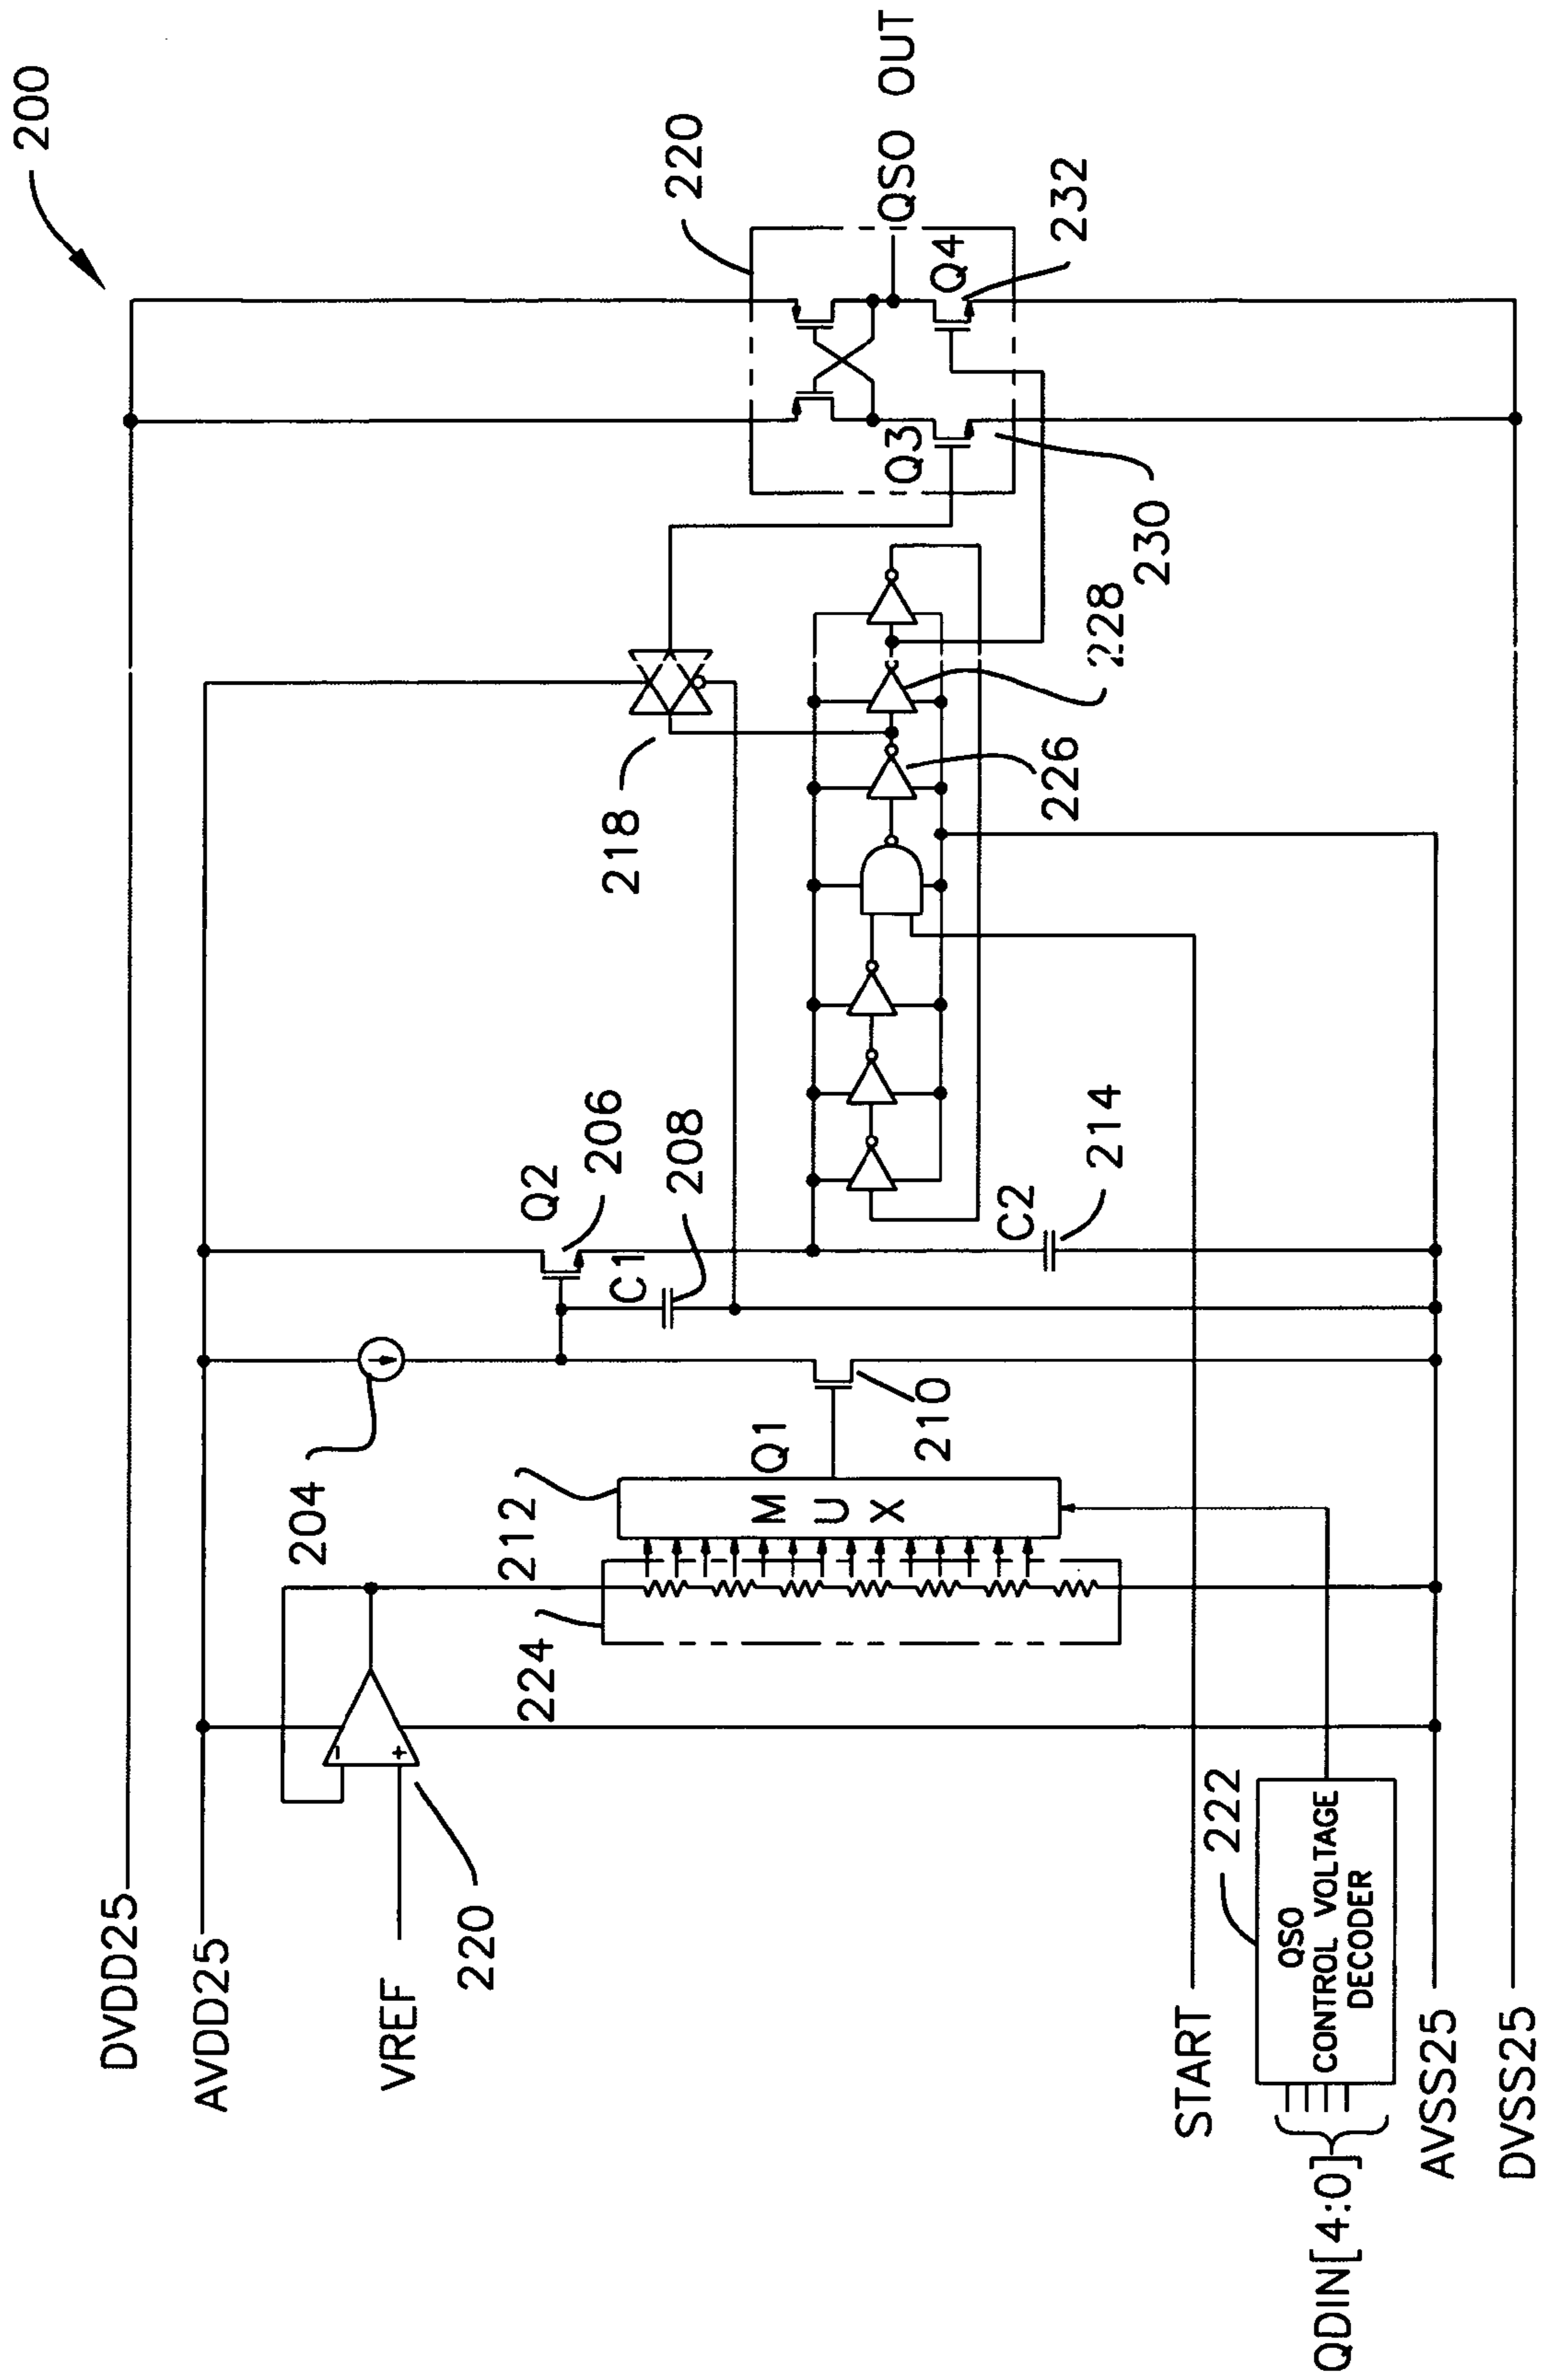 200
DVDD25
AVDD25
VREF
220
204
Q2
206
C1
208
218
220
QSO OUT
Q4
232
Q3
230
228
226
212
224
M U X
Q1
210
C2
214
START
222
QSO
CONTROL VOLTAGE
DECODER
QDIN[4:0]
AVSS25
DVSS25
-
+